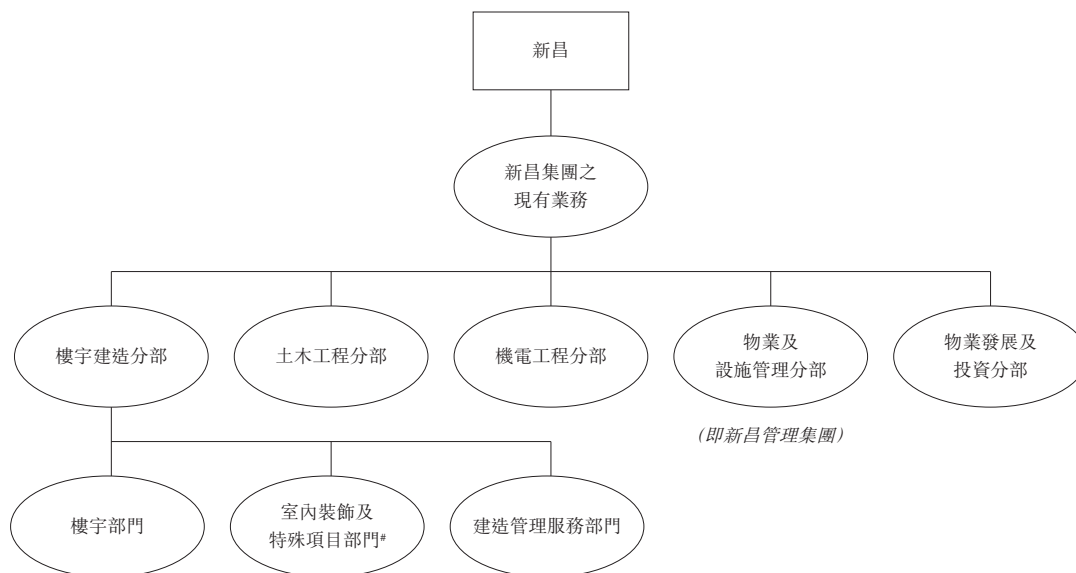 新昌
新昌集團之
現有業務
樓宇建造分部
土木工程分部
機電工程分部
物業及
設施管理分部
物業發展及
投資分部
(即新昌管理集團)
樓宇部門
室內裝飾及
特殊項目部門#
建造管理服務部門